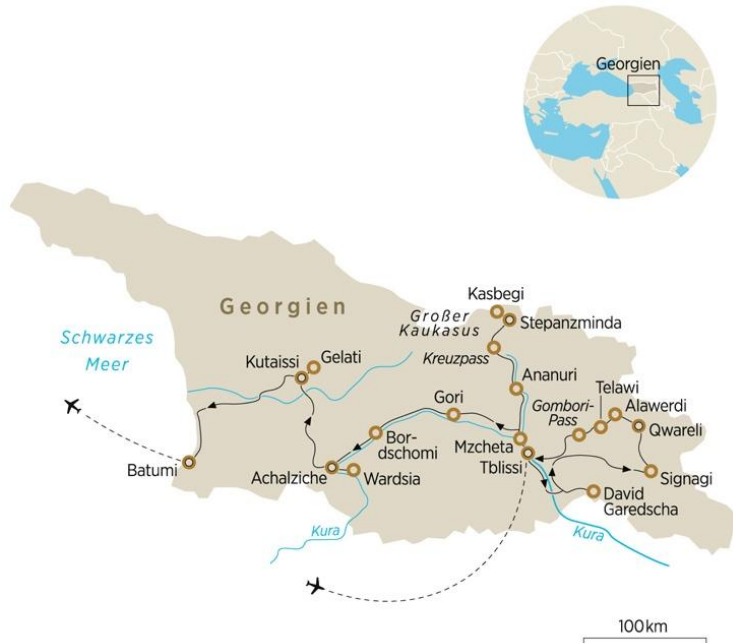 Georgien
Georgien
Schwarzes
Meer
Großer
Kaukasus
Kasbegi
Stepanzminda
Kreuzpass
Gelati
Kutaissi
Ananuri
Telawi
Gombori-
Pass
Alawerdi
Qwareli
Gori
Bor-
dschomi
Mzcheta
Tblissi
Batumi
Achalziche
Wardsia
Signagi
David
Garedscha
Kura
Kura
100 km